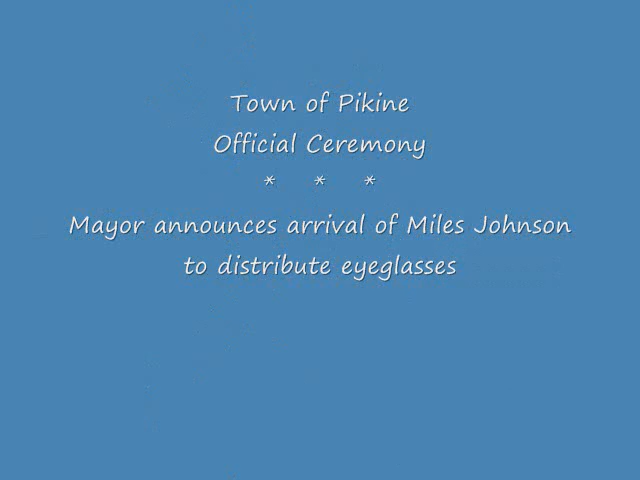 Town of Pikine
Official Ceremony
* * *
Mayor announces arrival of Miles Johnson
to distribute eyeglasses